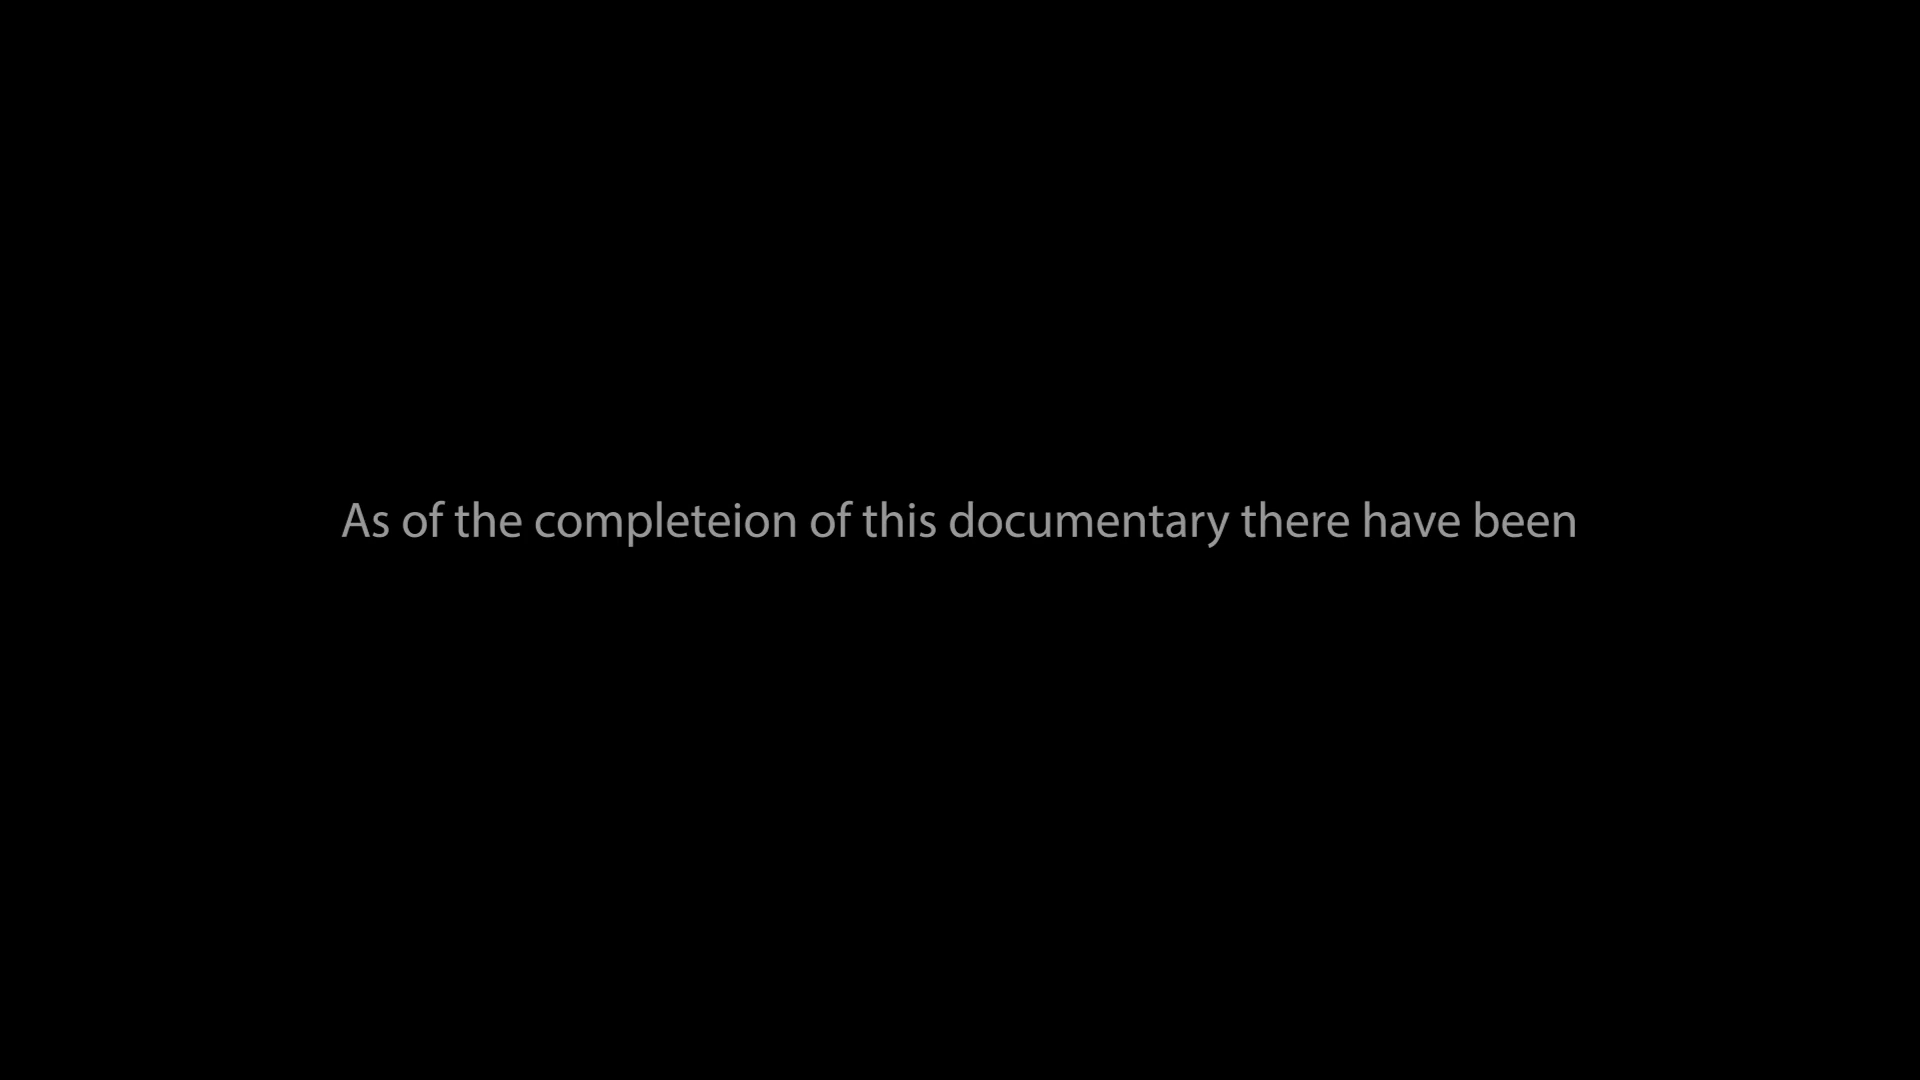 As of the completeion of this documentary there have been